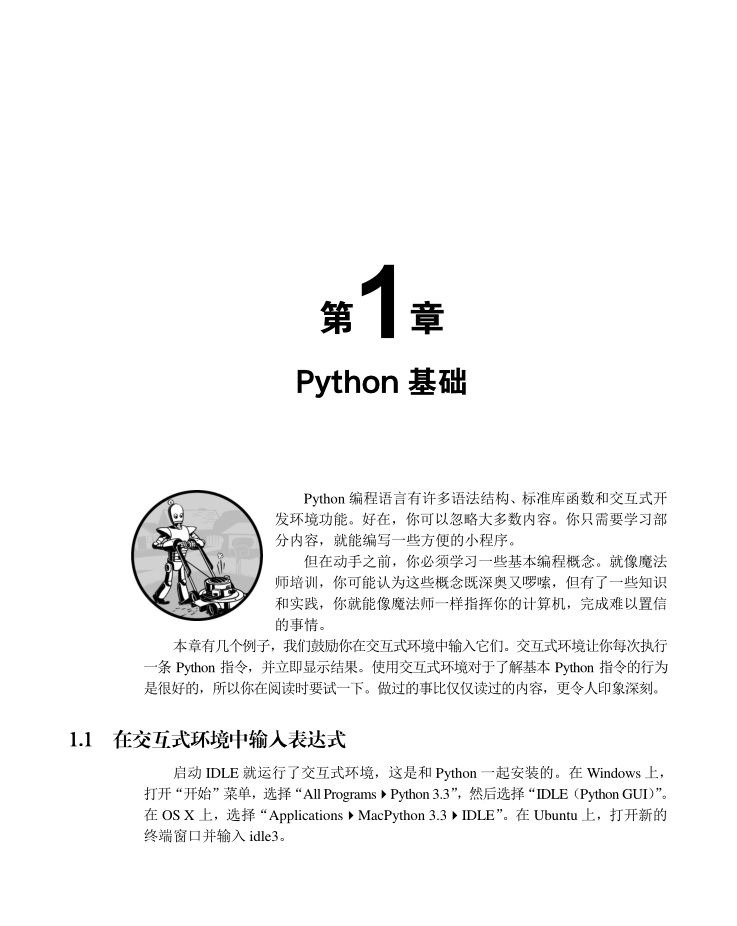 第1章
Python 基础
Python 编程语言有许多语法结构、标准库函数和交互式开
发环境功能。好在，你可以忽略大多数内容。你只需要学习部
分内容，就能编写一些方便的小程序。
但在动手之前，你必须学习一些基本编程概念。就像魔法
师培训，你可能认为这些概念既深奥又啰嗦，但有了一些知识
和实践，你就能像魔法师一样指挥你的计算机，完成难以置信
的事情。
本章有几个例子，我们鼓励你在交互式环境中输入它们。交互式环境让你每次执行
一条 Python 指令，并立即显示结果。使用交互式环境对于了解基本 Python 指令的行为
是很好的，所以你在阅读时要试一下。做过的事比仅仅读过的内容，更令人印象深刻。
1.1 在交互式环境中输入表达式
启动 IDLE 就运行了交互式环境，这是和 Python 一起安装的。在 Windows 上，
打开“开始”菜单，选择“All Programs▶Python 3.3”，然后选择“IDLE（Python GUI）”。
在 OS X 上，选择“Applications▶MacPython 3.3▶IDLE”。在 Ubuntu 上，打开新的
终端窗口并输入 idle3。